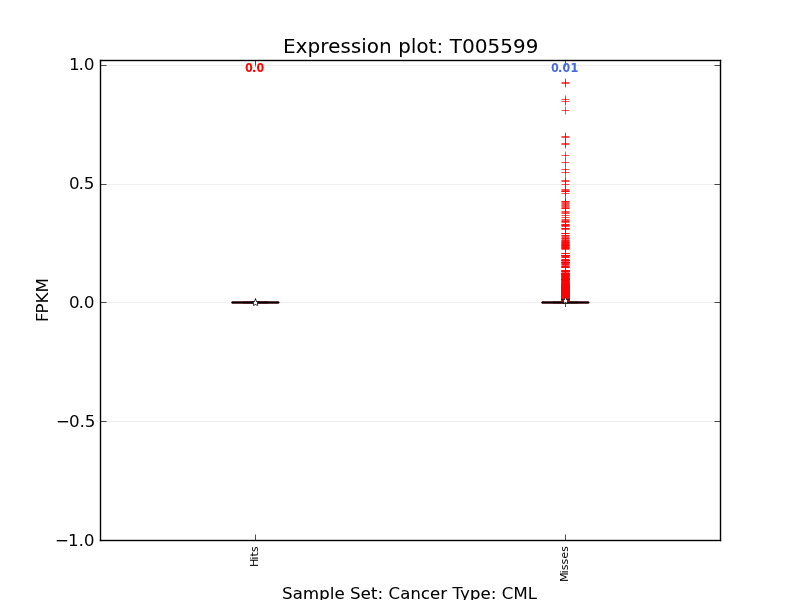 Expression plot: T005599
1.0
0.0
0.01
0.5
0.0
−0.5
−1.0
FPKM
Hits
Misses
Sample Set: Cancer Type: CML